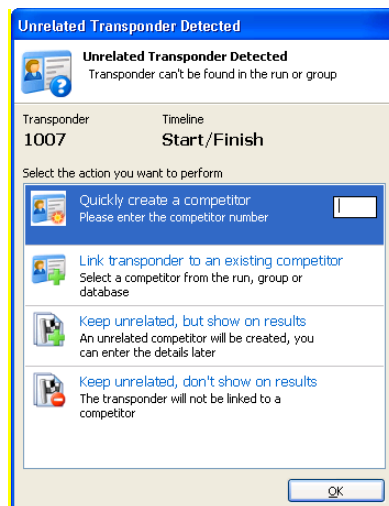 Unrelated Transponder Detected
Unrelated Transponder Detected
Transponder can't be found in the run or group
Transponder Timeline
1007 Start/Finish
Select the action you want to perform
Quickly create a competitor
Please enter the competitor number
Link transponder to an existing competitor
Select a competitor from the run, group or
database
Keep unrelated, but show on results
An unrelated competitor will be created, you
can enter the details later
Keep unrelated, don't show on results
The transponder will not be linked to a
competitor
OK